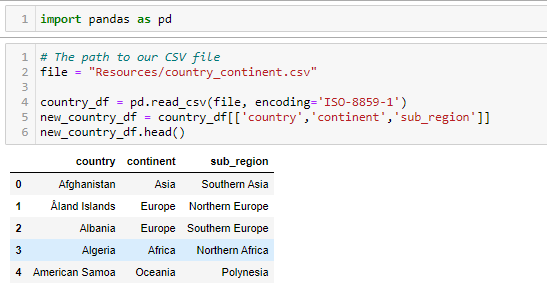 1 import pandas as pd
1 # The path to our CSV file
2 file = "Resources/country_continent.csv"
3
4 country_df = pd.read_csv(file, encoding='ISO-8859-1')
5 new_country_df = country_df[['country','continent','sub_region']]
6 new_country_df.head()
country continent sub_region
0 Afghanistan Asia Southern Asia
1 Åland Islands Europe Northern Europe
2 Albania Europe Southern Europe
3 Algeria Africa Northern Africa
4 American Samoa Oceania Polynesia